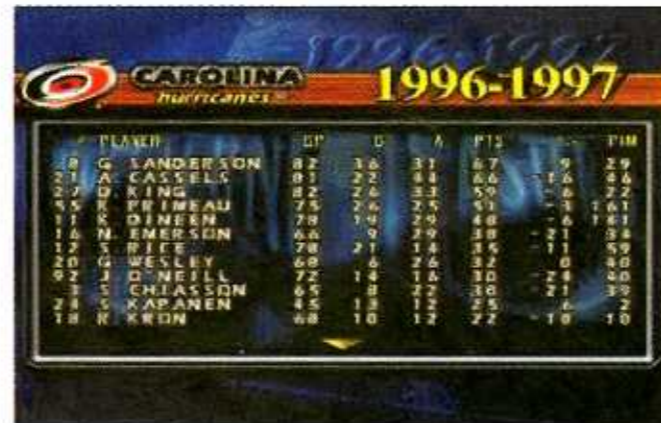 1996-1997
CAROLINA 1996-1997
hurricanes
# PLAYER GP G A PTS +- PIM
8 G. SANDERSON 82 36 31 67 -9 29
21 A. CASSELS 81 22 44 66 -16 46
27 D. KING 82 26 33 59 -6 22
55 K. PRIMEAU 75 26 25 51 -3 161
11 K. DINEEN 78 19 29 48 -6 141
16 N. EMERSON 66 9 29 38 -21 34
12 S. RICE 78 21 14 35 -11 59
20 G. WESLEY 68 6 26 32 0 40
92 J. O'NEILL 72 14 16 30 -24 40
3 S. CHIASSON 65 8 22 30 -21 39
24 S. KAPANEN 45 13 12 25 6 2
18 R. KRON 68 10 12 22 -18 10